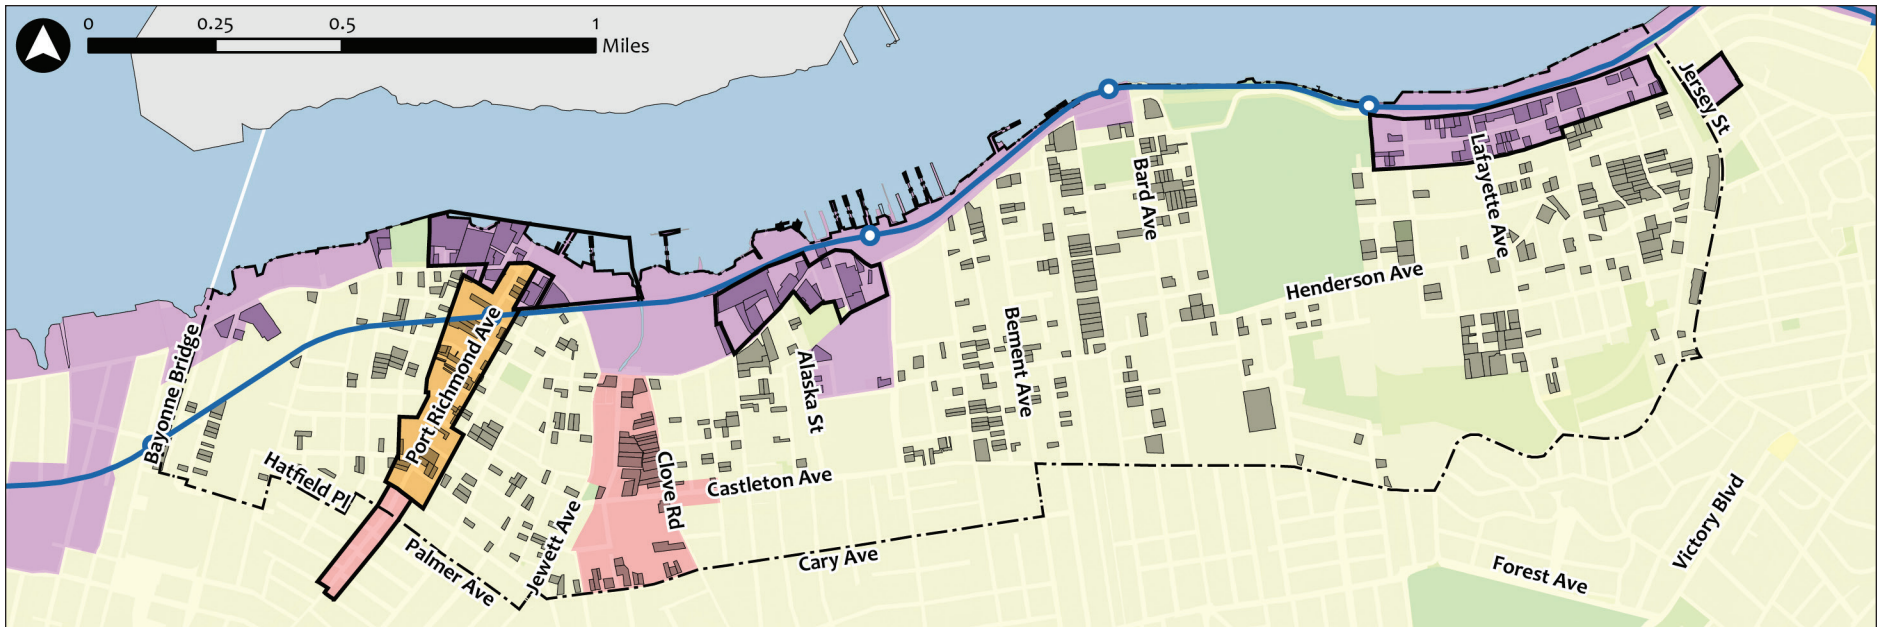 0 0.25 0.5 1
Miles
Jersey St
Lafayette Ave
Bard Ave
Henderson Ave
Bement Ave
Bayonne Bridge
Port Richmond Ave
Alaska St
Hatfield Pl
Clove Rd
Castleton Ave
Jewett Ave
Palmer Ave
Cary Ave
Victory Blvd
Forest Ave